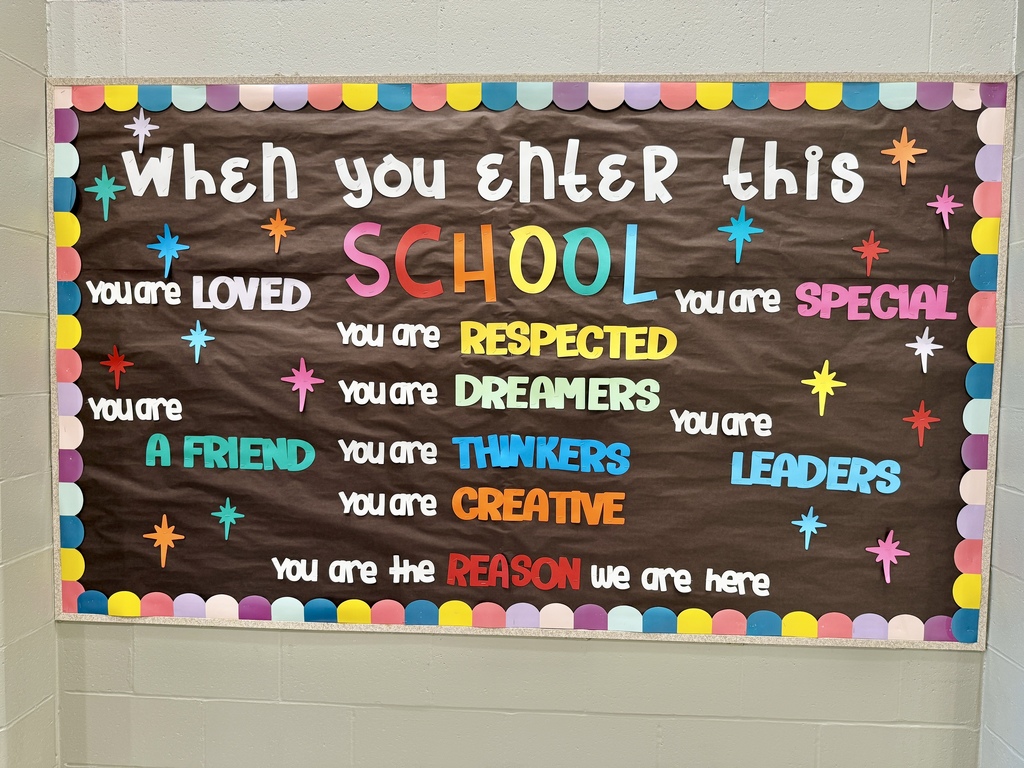 when you enter this
SCHOOL
you are LOVED
you are SPECIAL
you are RESPECTED
you are DREAMERS
you are
A FRIEND
you are
LEADERS
you are THINKERS
you are CREATIVE
you are the REASON we are here